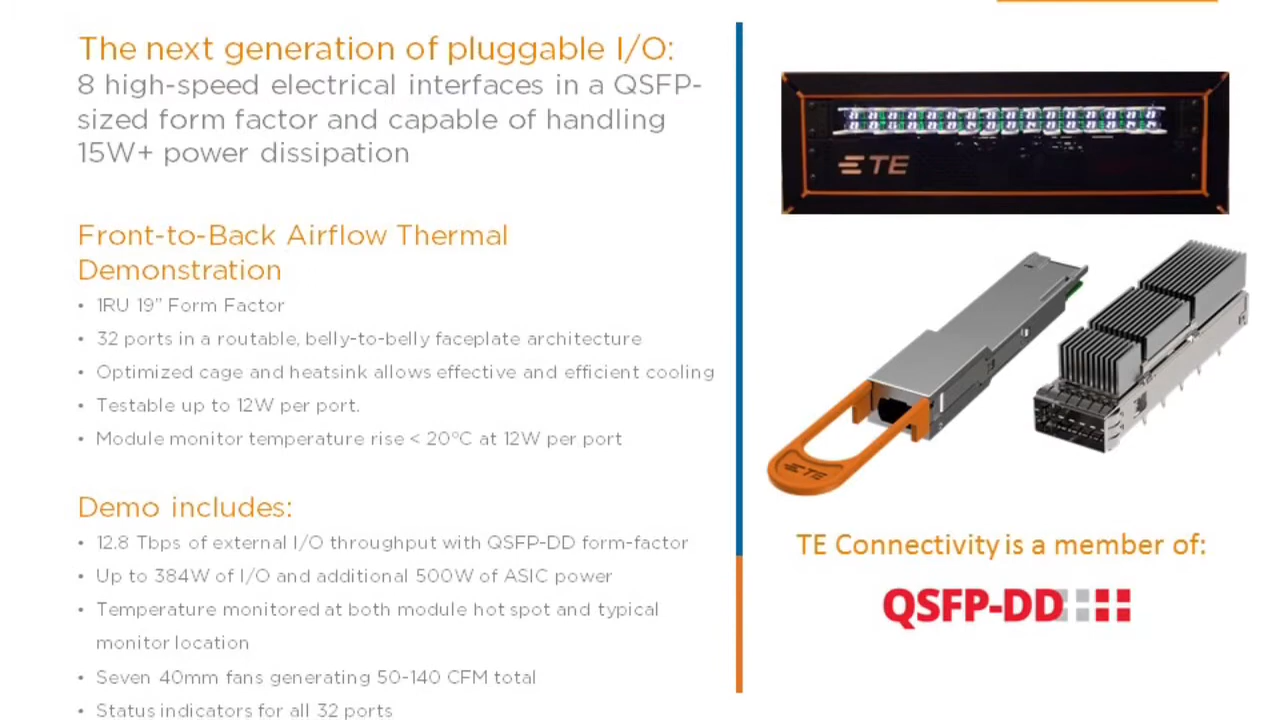 The next generation of pluggable I/O:
8 high-speed electrical interfaces in a QSFP-
sized form factor and capable of handling
15W+ power dissipation
Front-to-Back Airflow Thermal
Demonstration
• 1RU 19" Form Factor
• 32 ports in a routable, belly-to-belly faceplate architecture
• Optimized cage and heatsink allows effective and efficient cooling
• Testable up to 12W per port.
• Module monitor temperature rise < 20°C at 12W per port
Demo includes:
• 12.8 Tbps of external I/O throughput with QSFP-DD form-factor
• Up to 384W of I/O and additional 500W of ASIC power
• Temperature monitored at both module hot spot and typical
monitor location
• Seven 40mm fans generating 50-140 CFM total
• Status indicators for all 32 ports
TE
TE
TE Connectivity is a member of:
QSFP-DD